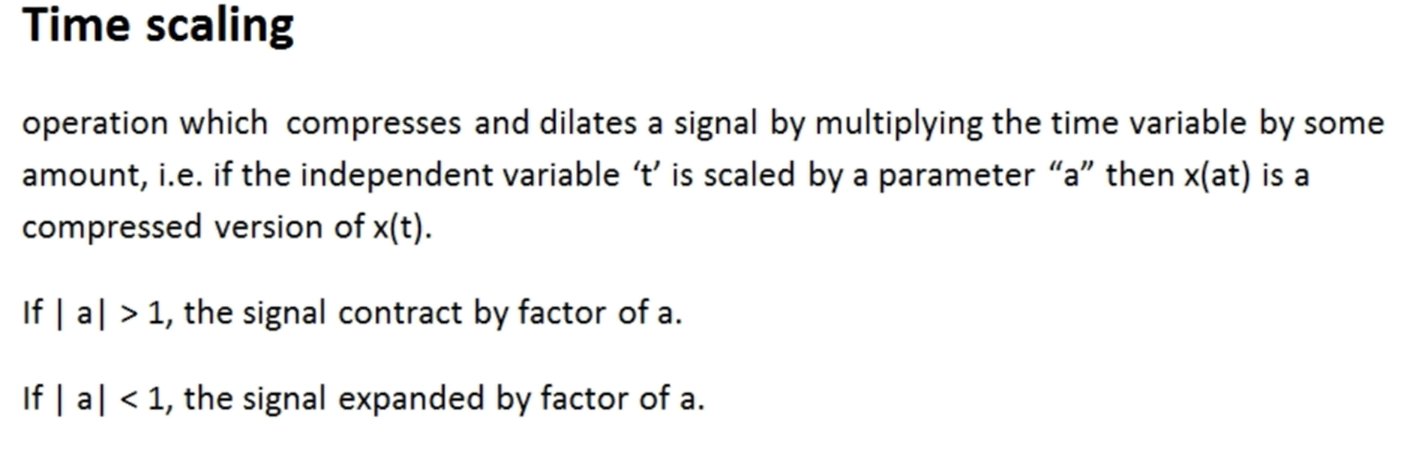 Time scaling
operation which compresses and dilates a signal by multiplying the time variable by some
amount, i.e. if the independent variable ‘t’ is scaled by a parameter “a” then x(at) is a
compressed version of x(t).
If | a| > 1, the signal contract by factor of a.
If | a| < 1, the signal expanded by factor of a.